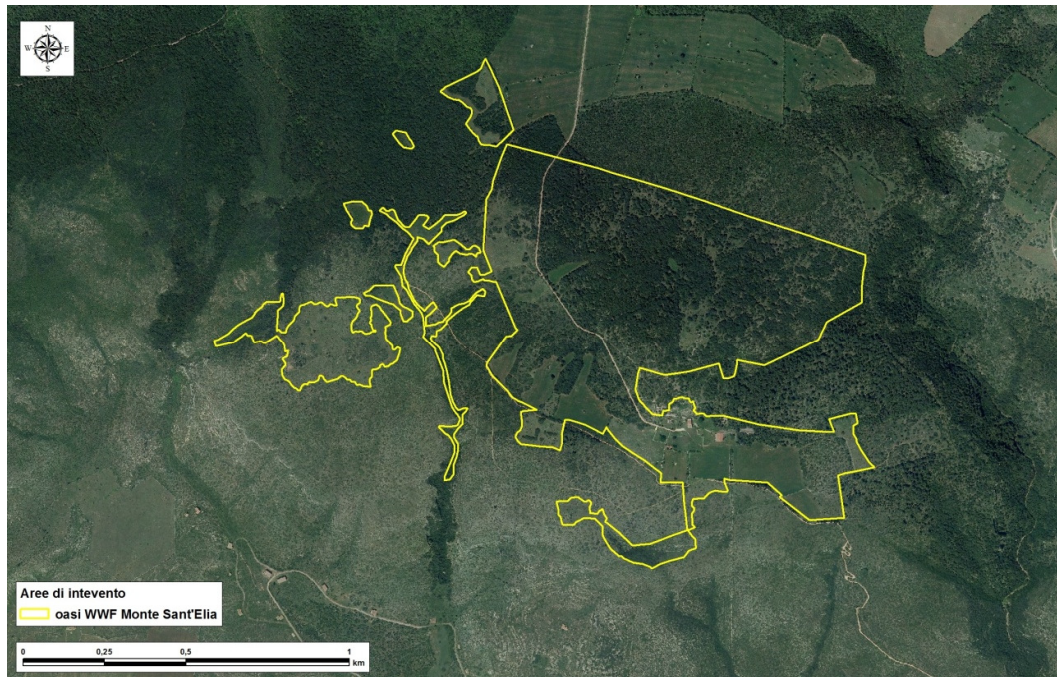 N
W E
S
Aree di intevento
oasi WWF Monte Sant'Elia
0 0,25 0,5 1
km